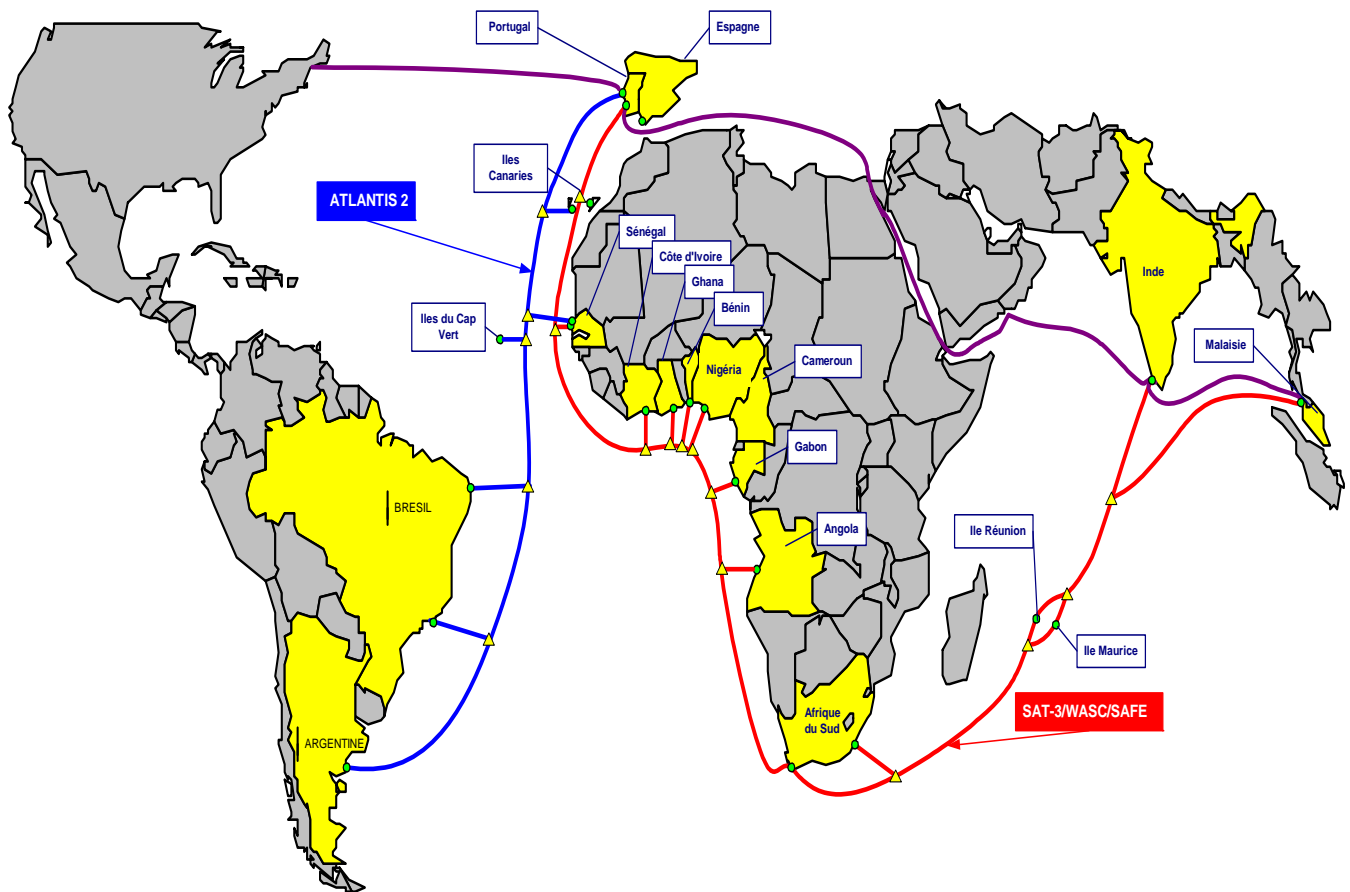 Portugal
Espagne
Iles
Canaries
ATLANTIS 2
Sénégal
Côte d'Ivoire
Ghana
Bénin
Inde
Iles du Cap
Vert
Nigéria
Cameroun
Malaisie
Gabon
BRESIL
Angola
Ile Réunion
Ile Maurice
Afrique
du Sud
SAT-3/WASC/SAFE
ARGENTINE